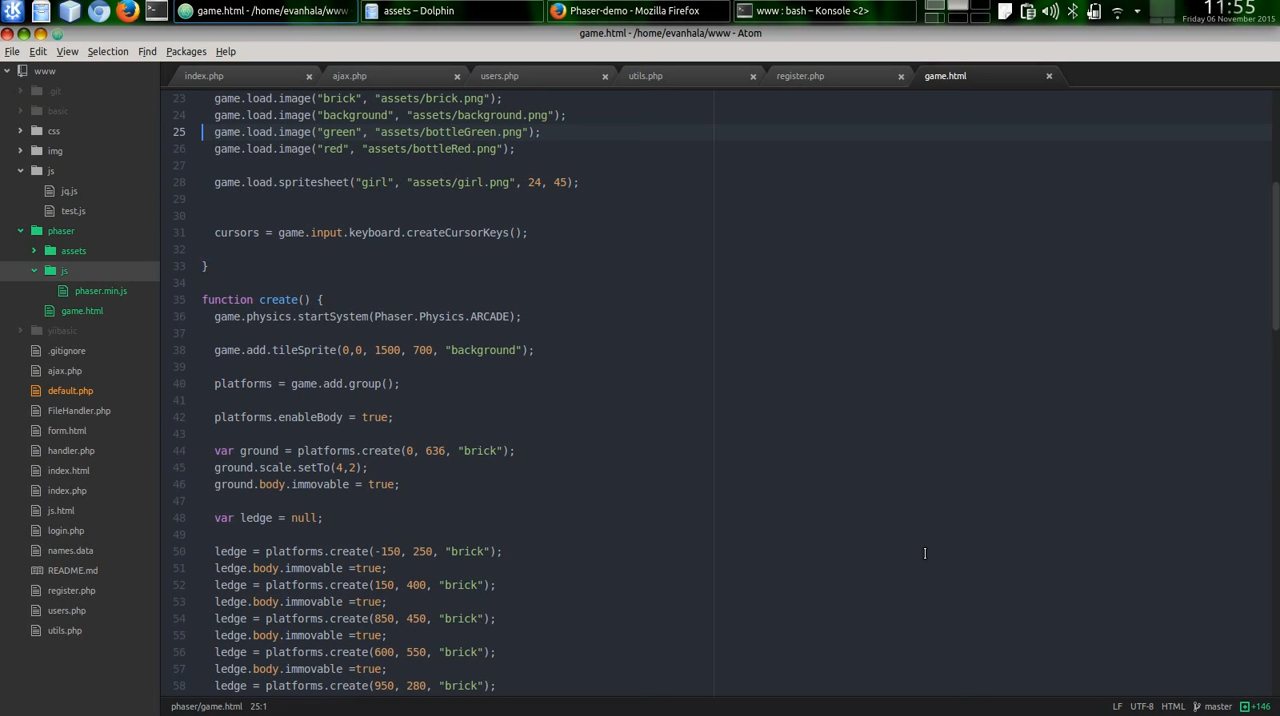 game.html - /home/evanhala/www ...
assets – Dolphin
Phaser-demo - Mozilla Firefox
www : bash – Konsole <2>
11:55
Friday 06 November 2015
game.html - /home/evanhala/www - Atom
File Edit View Selection Find Packages Help
www
index.php
ajax.php
users.php
utils.php
register.php
game.html
.git
basic
css
img
js
jq.js
test.js
phaser
assets
js
phaser.min.js
game.html
yiibasic
.gitignore
ajax.php
default.php
FileHandler.php
form.html
handler.php
index.html
index.php
js.html
login.php
names.data
README.md
register.php
users.php
utils.php
23 game.load.image("brick", "assets/brick.png");
24 game.load.image("background", "assets/background.png");
25 game.load.image("green", "assets/bottleGreen.png");
26 game.load.image("red", "assets/bottleRed.png");
27
28 game.load.spritesheet("girl", "assets/girl.png", 24, 45);
29
30
31 cursors = game.input.keyboard.createCursorKeys();
32
33 }
34
35 function create() {
36 game.physics.startSystem(Phaser.Physics.ARCADE);
37
38 game.add.tileSprite(0,0, 1500, 700, "background");
39
40 platforms = game.add.group();
41
42 platforms.enableBody = true;
43
44 var ground = platforms.create(0, 636, "brick");
45 ground.scale.setTo(4,2);
46 ground.body.immovable = true;
47
48 var ledge = null;
49
50 ledge = platforms.create(-150, 250, "brick");
51 ledge.body.immovable =true;
52 ledge = platforms.create(150, 400, "brick");
53 ledge.body.immovable =true;
54 ledge = platforms.create(850, 450, "brick");
55 ledge.body.immovable =true;
56 ledge = platforms.create(600, 550, "brick");
57 ledge.body.immovable =true;
58 ledge = platforms.create(950, 280, "brick");
phaser/game.html 25:1
LF UTF-8 HTML master +146